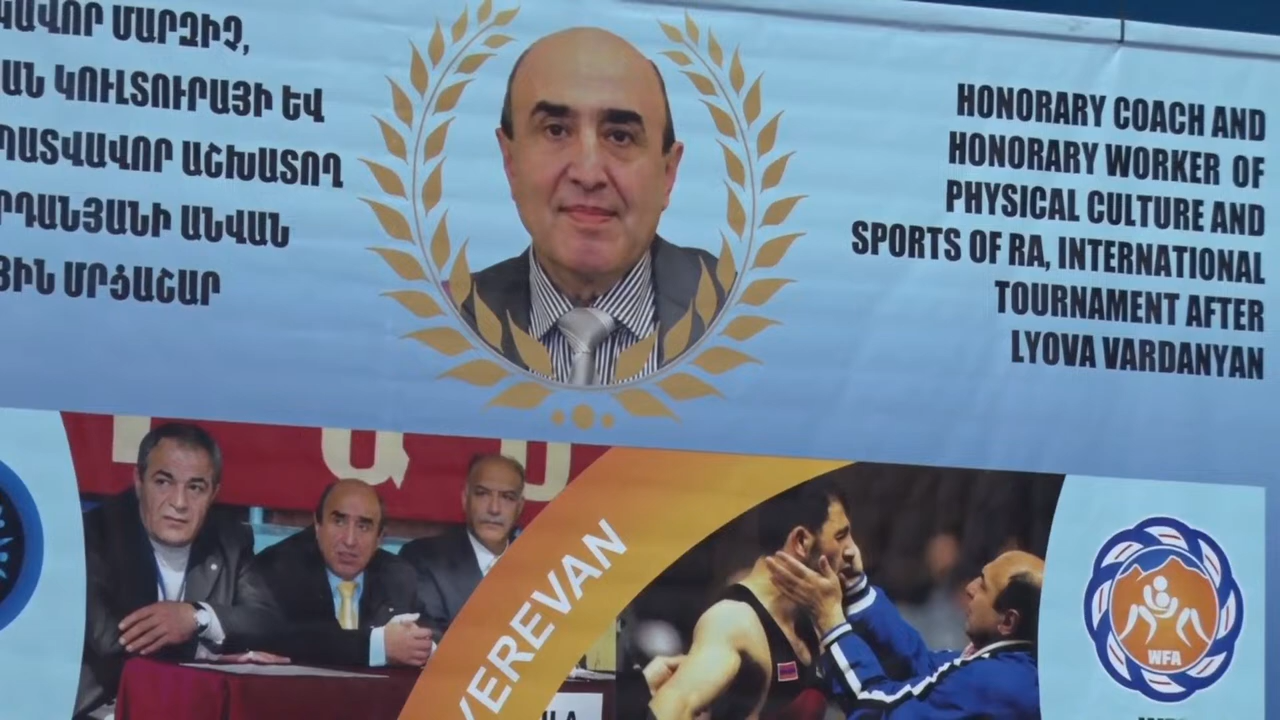 ՎԱՎՈՐ ՄԱՐԶԻՉ,
ԱՆ ԿՈՒԼՏՈՒՐԱՅԻ ԵՎ
ՊԱՏՎԱՎՈՐ ԱՇԽԱՏՈՂ
ՐԴԱՆՅԱՆԻ ԱՆՎԱՆ
ՅԻՆ ՄՐՑԱՇԱՐ
HONORARY COACH AND
HONORARY WORKER OF
PHYSICAL CULTURE AND
SPORTS OF RA, INTERNATIONAL
TOURNAMENT AFTER
LYOVA VARDANYAN
YEREVAN
WFA